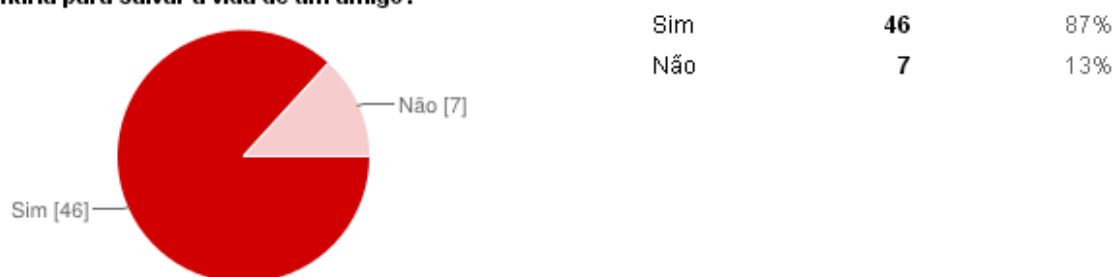 para salvar a vida de um amigo?
Sim 46 87%
Não 7 13%
Não [7]
Sim [46]